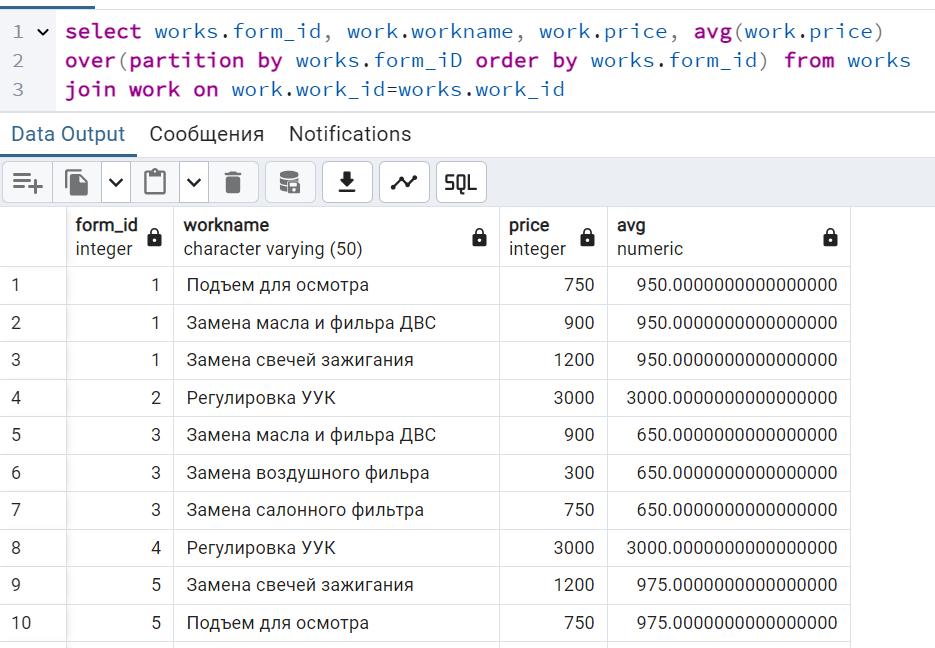 1 select works.form_id, work.workname, work.price, avg(work.price)
2 over(partition by works.form_iD order by works.form_id) from works
3 join work on work.work_id=works.work_id
Data Output Сообщения Notifications
SQL
form_id workname price avg
integer character varying (50) integer numeric
1 1 Подъем для осмотра 750 950.0000000000000000
2 1 Замена масла и фильра ДВС 900 950.0000000000000000
3 1 Замена свечей зажигания 1200 950.0000000000000000
4 2 Регулировка УУК 3000 3000.0000000000000000
5 3 Замена масла и фильра ДВС 900 650.0000000000000000
6 3 Замена воздушного фильра 300 650.0000000000000000
7 3 Замена салонного фильтра 750 650.0000000000000000
8 4 Регулировка УУК 3000 3000.0000000000000000
9 5 Замена свечей зажигания 1200 975.0000000000000000
10 5 Подъем для осмотра 750 975.0000000000000000